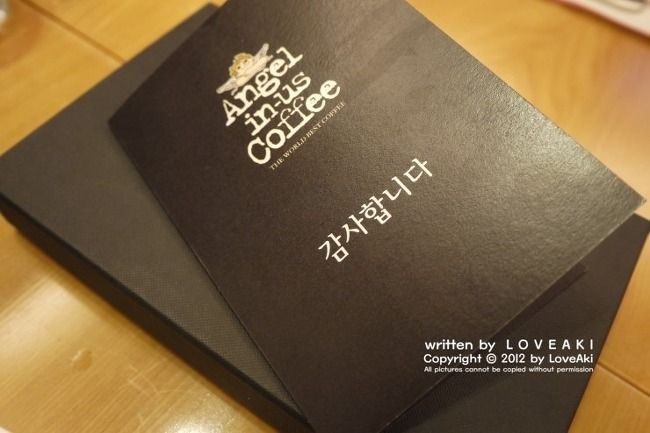 Angel
in-us
Coffee
THE WORLD BEST COFFEE
감사합니다
written by LOVEAKI
Copyright © 2012 by LoveAki
All pictures cannot be copied without permission